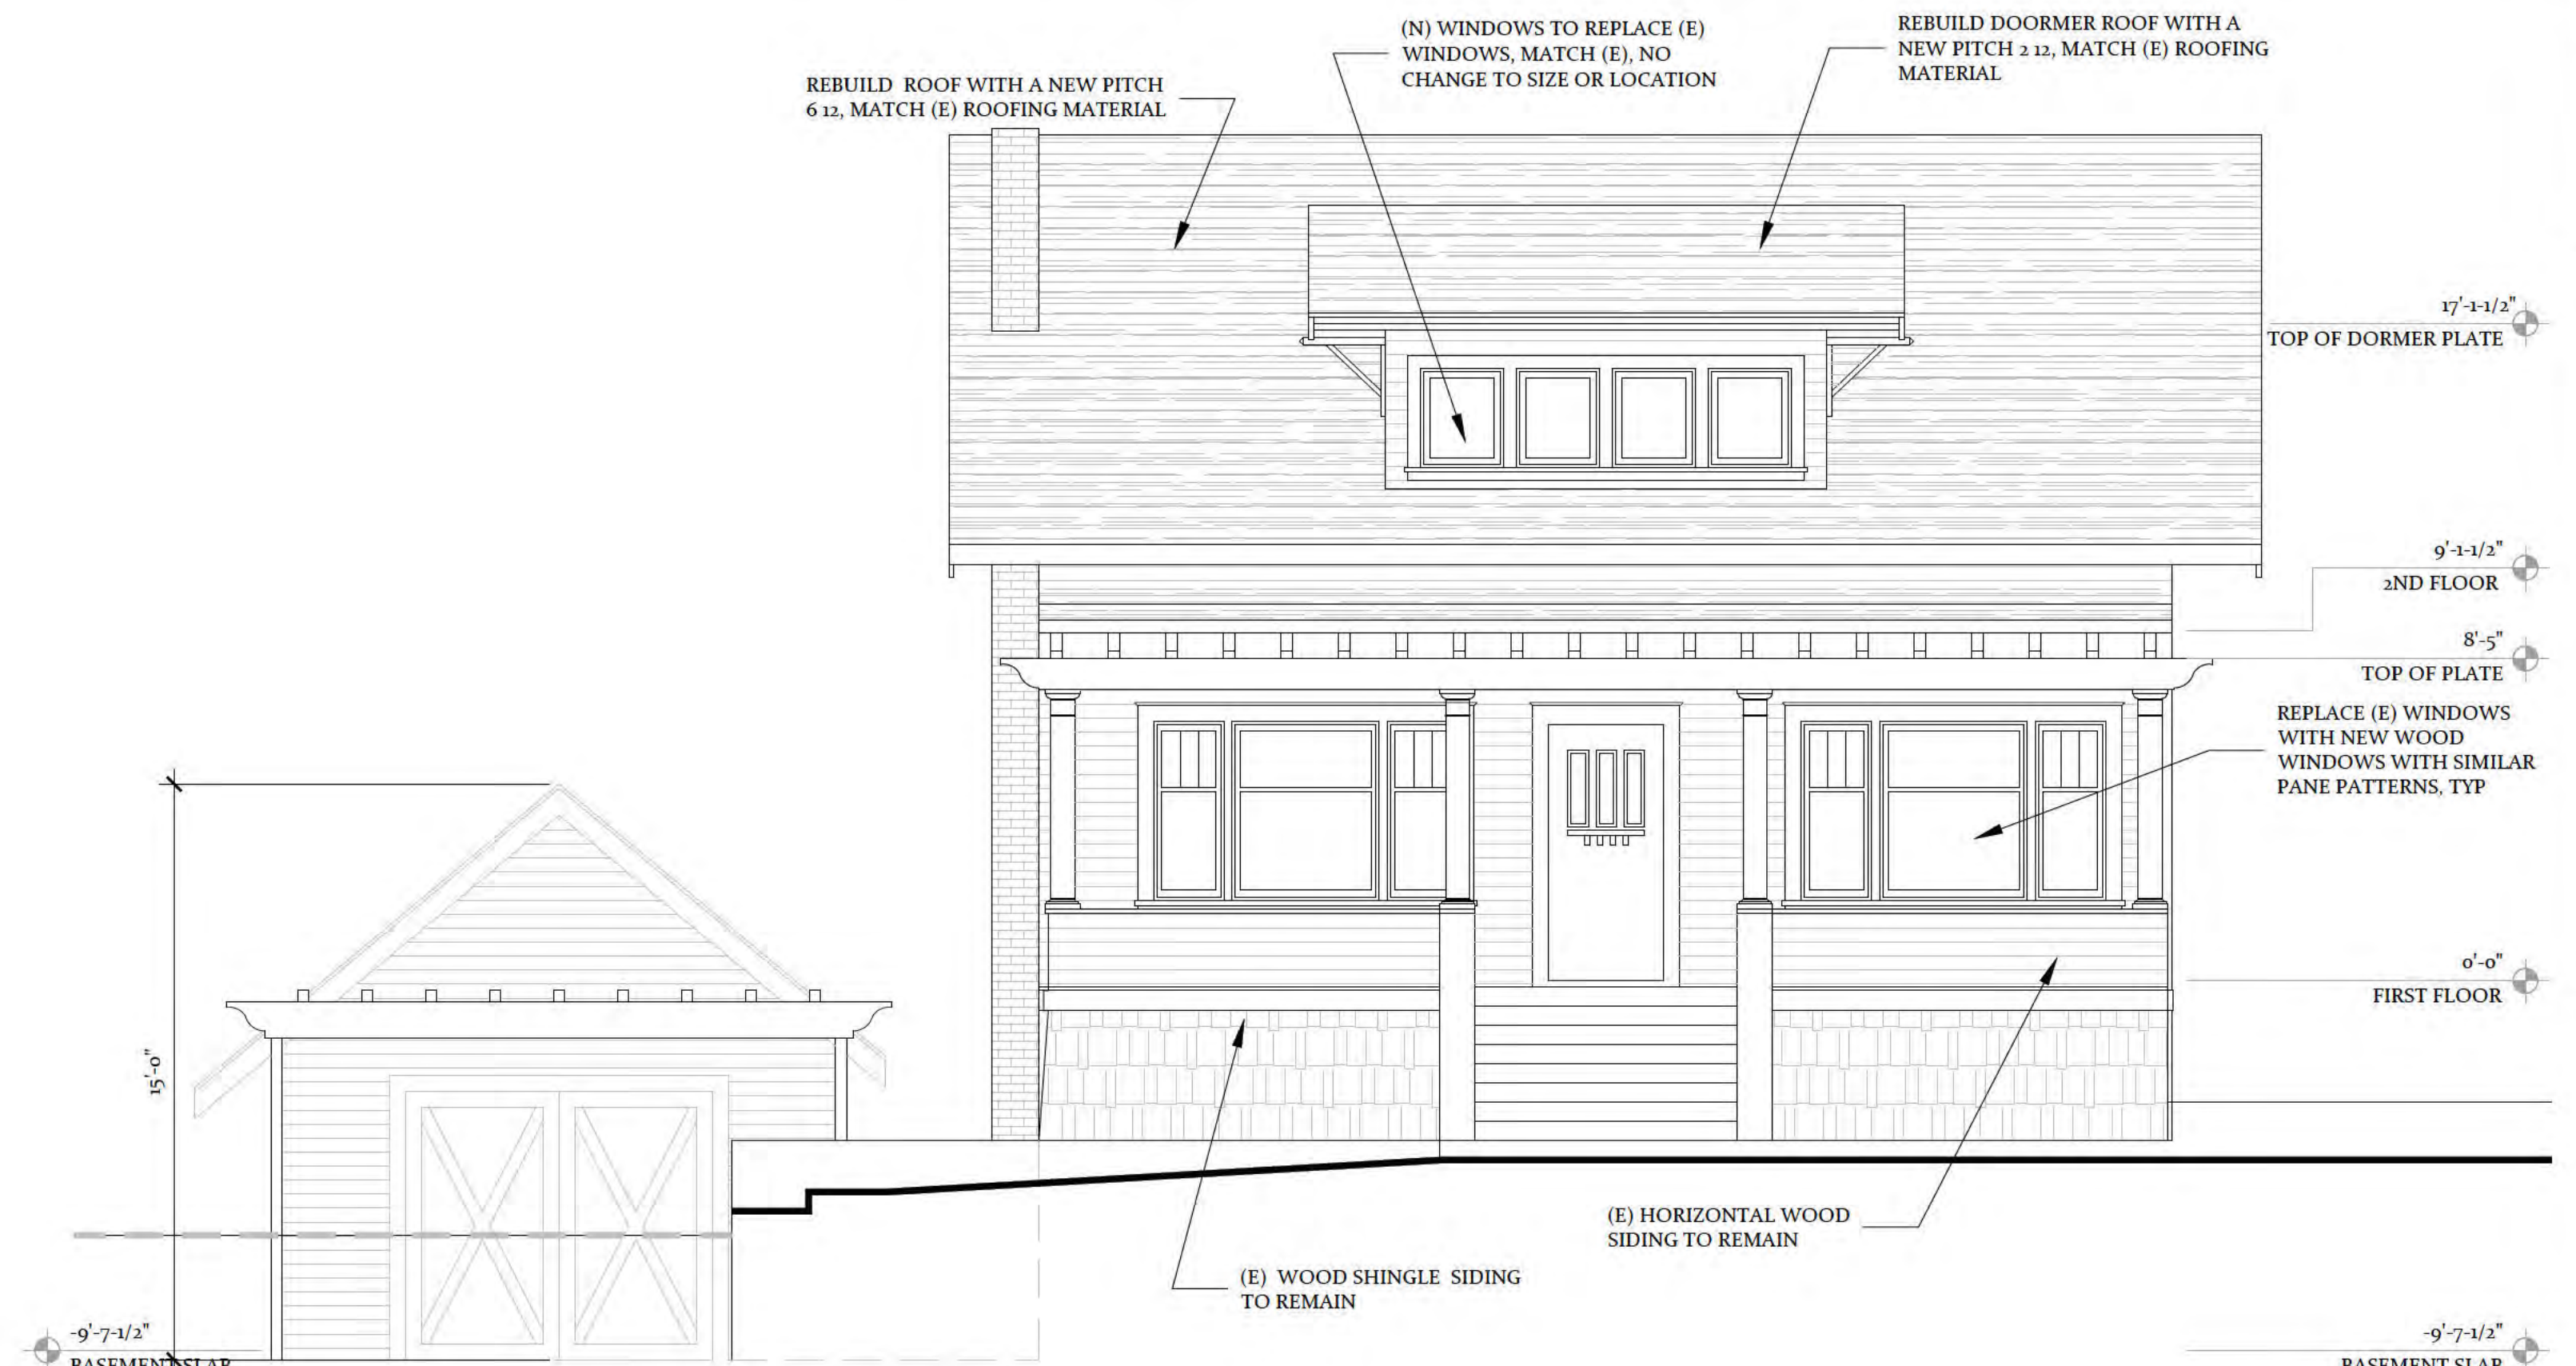 (N) WINDOWS TO REPLACE (E)
WINDOWS, MATCH (E), NO
CHANGE TO SIZE OR LOCATION
REBUILD DOORMER ROOF WITH A
NEW PITCH 2 12, MATCH (E) ROOFING
MATERIAL
REBUILD ROOF WITH A NEW PITCH
6 12, MATCH (E) ROOFING MATERIAL
17'-1-1/2"
TOP OF DORMER PLATE
9'-1-1/2"
2ND FLOOR
8'-5"
TOP OF PLATE
REPLACE (E) WINDOWS
WITH NEW WOOD
WINDOWS WITH SIMILAR
PANE PATTERNS, TYP
0'-0"
FIRST FLOOR
15'-0"
(E) HORIZONTAL WOOD
SIDING TO REMAIN
(E) WOOD SHINGLE SIDING
TO REMAIN
-9'-7-1/2"
BASEMENT SLAB
-9'-7-1/2"
BASEMENT SLAB